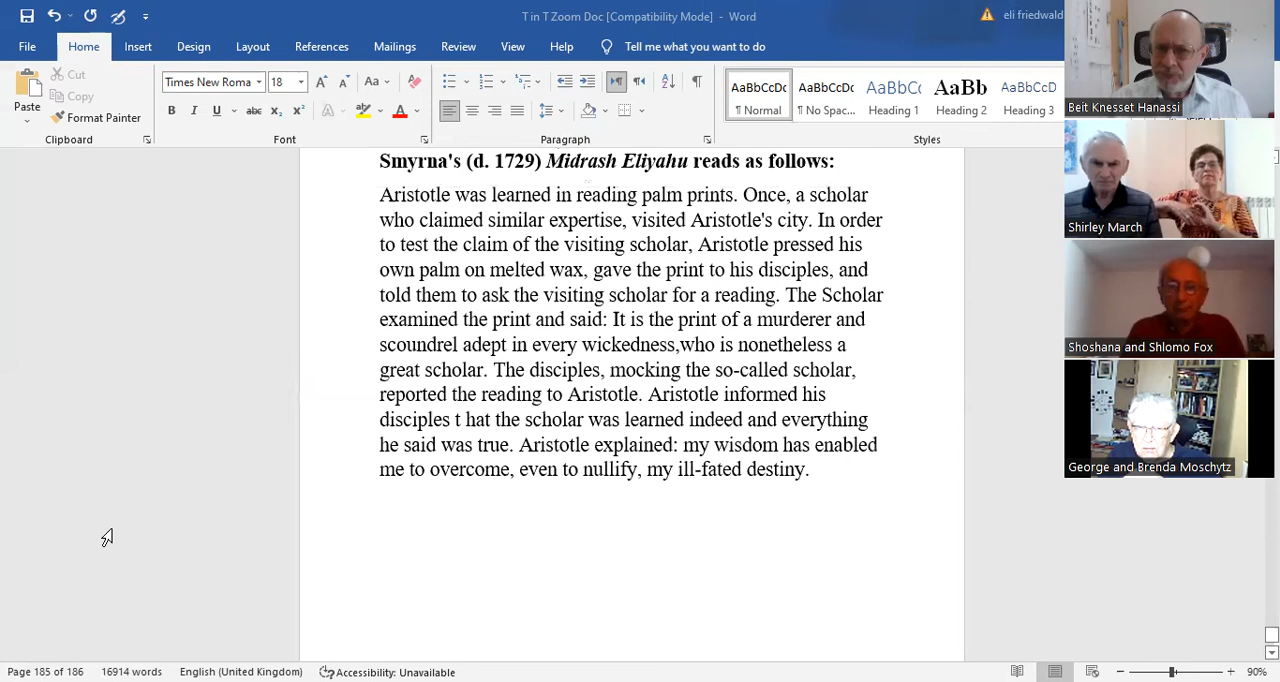 T in T Zoom Doc [Compatibility Mode] - Word
eli friedwald
File Home Insert Design Layout References Mailings Review View Help Tell me what you want to do
Paste
Cut
Copy
Format Painter
Clipboard
Times New Roma 18
Font
Paragraph
AaBbCcDc AaBbCcDc AaBbCc AaBb AaBbCcD
¶ Normal ¶ No Spac... Heading 1 Heading 2 Heading 3
Styles
Smyrna's (d. 1729) Midrash Eliyahu reads as follows:
Aristotle was learned in reading palm prints. Once, a scholar
who claimed similar expertise, visited Aristotle's city. In order
to test the claim of the visiting scholar, Aristotle pressed his
own palm on melted wax, gave the print to his disciples, and
told them to ask the visiting scholar for a reading. The Scholar
examined the print and said: It is the print of a murderer and
scoundrel adept in every wickedness,who is nonetheless a
great scholar. The disciples, mocking the so-called scholar,
reported the reading to Aristotle. Aristotle informed his
disciples t hat the scholar was learned indeed and everything
he said was true. Aristotle explained: my wisdom has enabled
me to overcome, even to nullify, my ill-fated destiny.
Beit Knesset Hanassi
Shirley March
Shoshana and Shlomo Fox
George and Brenda Moschytz
Page 185 of 186 16914 words English (United Kingdom) Accessibility: Unavailable 90%